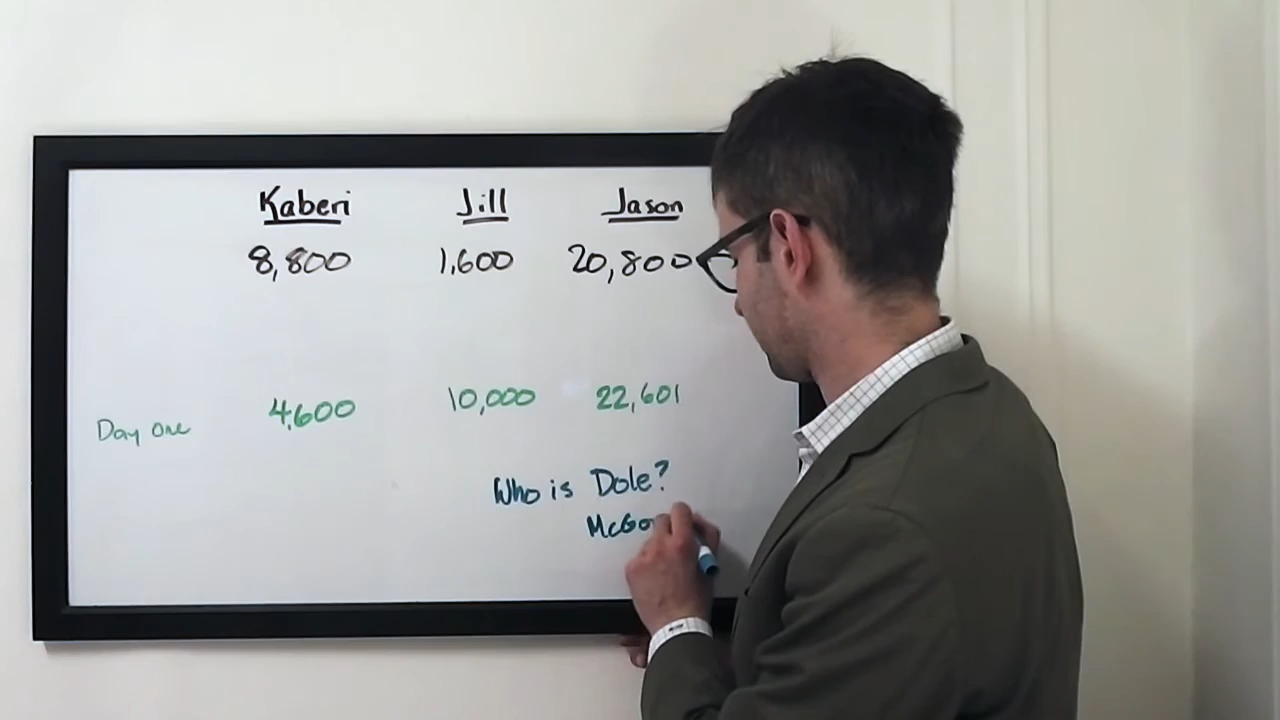 Kaberi Jill Jason
8,800 1,600 20,800
Day one 4,600 10,000 22,601
Who is Dole?